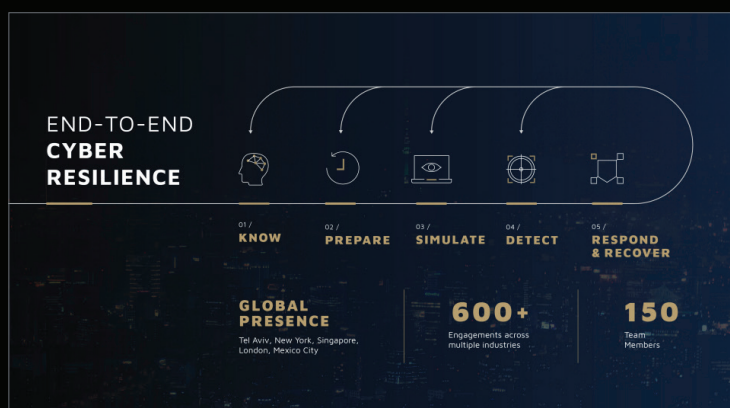 END-TO-END
CYBER
RESILIENCE
01 /
KNOW
02 /
PREPARE
03 /
SIMULATE
04 /
DETECT
05 /
RESPOND
& RECOVER
GLOBAL
PRESENCE
Tel Aviv, New York, Singapore,
London, Mexico City
600+
Engagements across
multiple industries
150
Team
Members